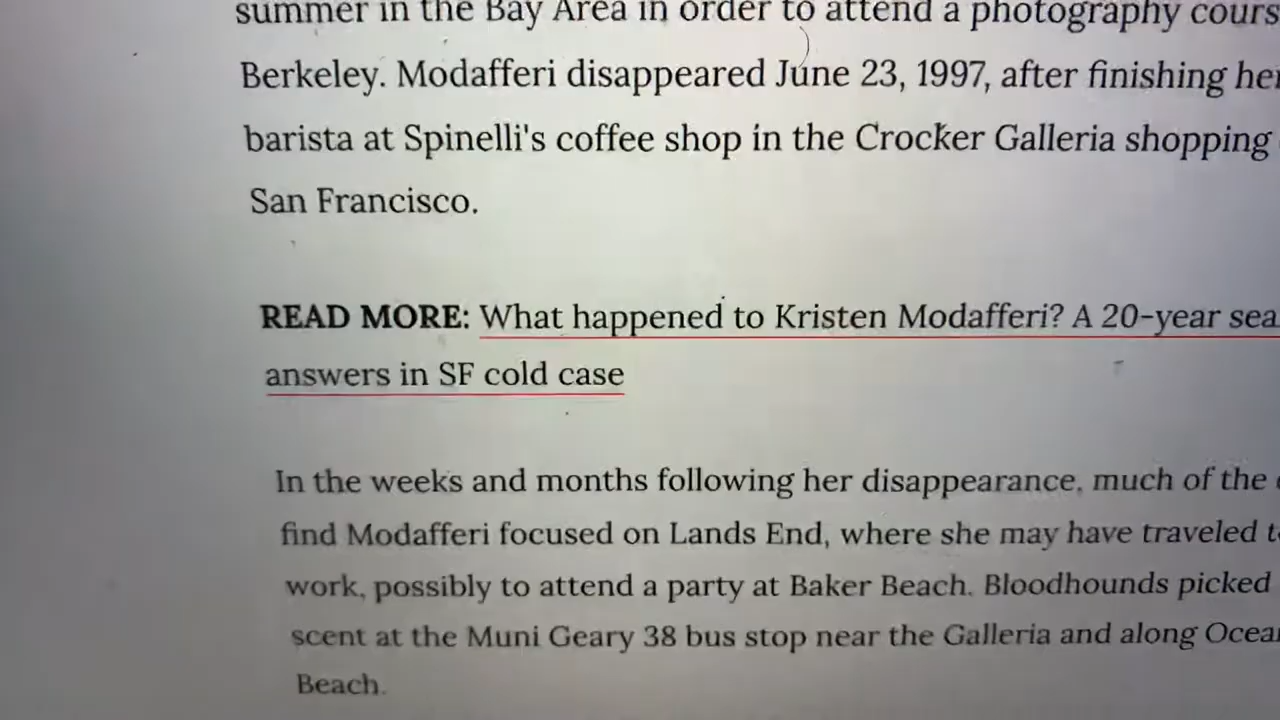 summer in the Bay Area in order to attend a photography
Berkeley. Modafferi disappeared June 23, 1997, after finishing
barista at Spinelli's coffee shop in the Crocker Galleria shopping
San Francisco.
READ MORE: What happened to Kristen Modafferi? A 20-year
answers in SF cold case
In the weeks and months following her disappearance, much of the
find Modafferi focused on Lands End, where she may have traveled
work, possibly to attend a party at Baker Beach. Bloodhounds picked
scent at the Muni Geary 38 bus stop near the Galleria and along
Beach.